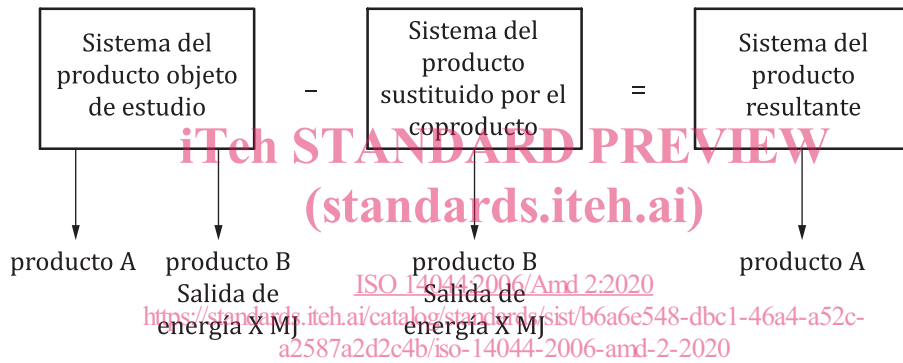 Sistema del
producto objeto
de estudio
–
Sistema del
producto
sustituido por el
coproducto
=
Sistema del
producto
resultante
iTeh STANDARD PREVIEW
(standards.iteh.ai)
producto A
producto B
Salida de
energía X MJ
producto B
Salida de
energía X MJ
producto A
ISO 14044:2006/Amd 2:2020
https://standards.iteh.ai/catalog/standards/sist/b6a6e548-dbc1-46a4-a52c-
a2587a2d2c4b/iso-14044-2006-amd-2-2020